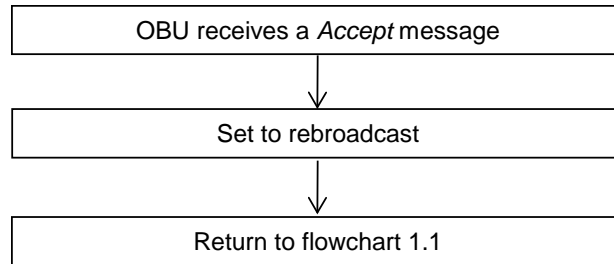 OBU receives a Accept message
Set to rebroadcast
Return to flowchart 1.1